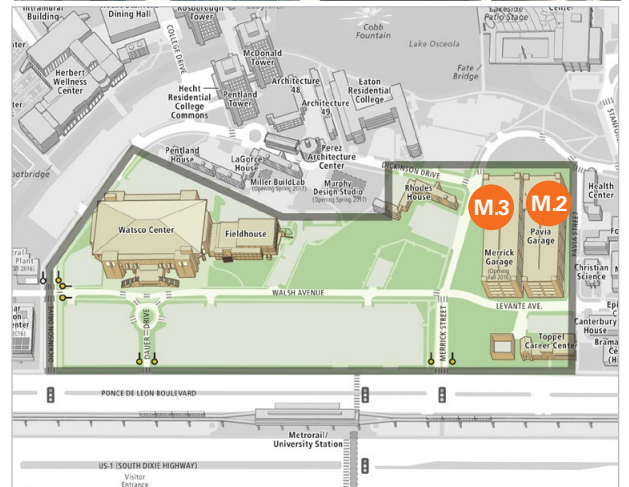 Intramural
Building
Dining Hall
Rosborough
Tower
COLLEGE DRIVE
McDonald
Tower
Cobb
Fountain
Lake Osceola
Lakeside
Patio Stage
Center
Herbert
Wellness
Center
Hecht
Residential
College
Commons
Pentland
Tower
Architecture
48
Architecture
49
Eaton
Residential
College
Fate
Bridge
Pentland
House
LaGorce
House
Perez
Architecture
Center
Miller BuildLab
(Opening Spring 2017)
Murphy
Design Studio
(Opening Spring 2017)
DICKINSON DRIVE
Rhodes
House
M.3
M.2
Health
Center
Watsco Center
Fieldhouse
Merrick
Garage
Pavia
Garage
PAVIA STREET
Christian
Science
WALSH AVENUE
LEVANTE AVE.
DICKINSON DRIVE
DAUER DRIVE
MERRICK STREET
Toppel
Career Center
Canterbury
House
PONCE DE LEON BOULEVARD
Metrorail/
University Station
US-1 (SOUTH DIXIE HIGHWAY)
Visitor
Entrance